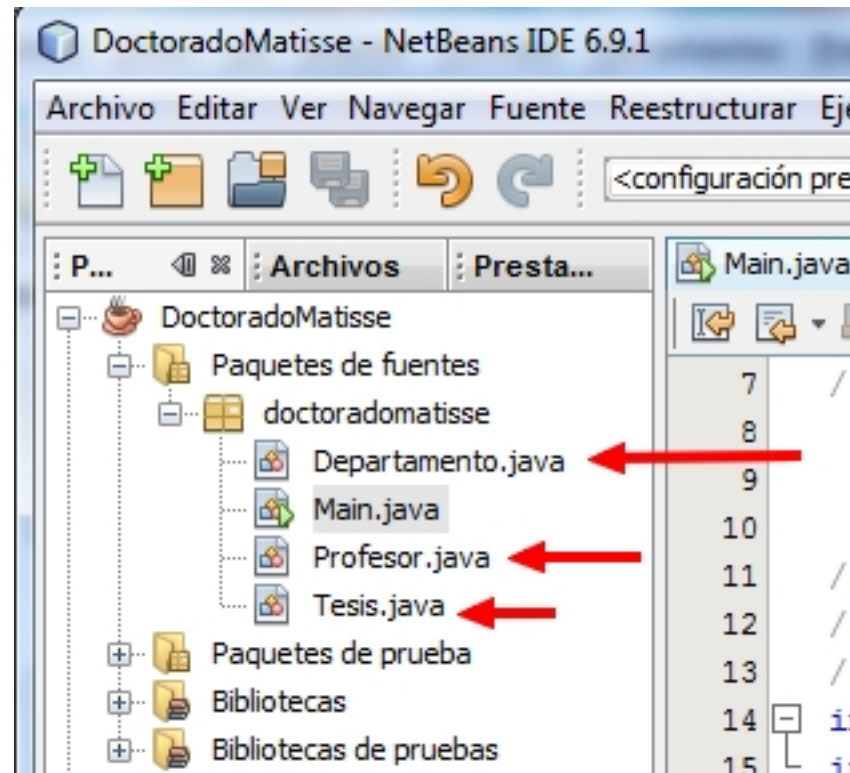 DoctoradoMatisse - NetBeans IDE 6.9.1
Archivo Editar Ver Navegar Fuente Reestructurar
<configuración
P... Archivos Presta...
Main.java
DoctoradoMatisse
Paquetes de fuentes
doctoradomatisse
Departamento.java
Main.java
Profesor.java
Tesis.java
Paquetes de prueba
Bibliotecas
Bibliotecas de pruebas
7 /
8
9
10
11 /
12 /
13 /
14
15